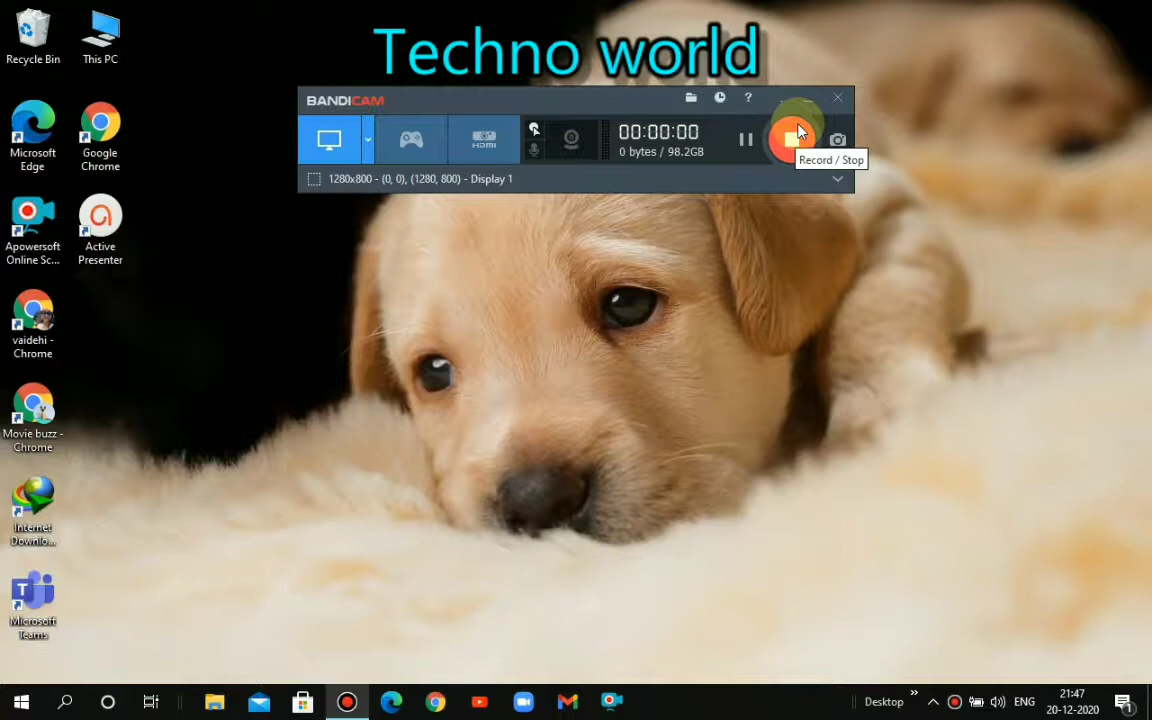 Techno world
Recycle Bin
This PC
BANDICAM
?
HDMI
00:00:00
0 bytes / 98.2GB
Record / Stop
1280x800 - (0, 0), (1280, 800) - Display 1
Microsoft
Edge
Google
Chrome
Apowersoft
Online Sc...
Active
Presenter
vaidehi -
Chrome
Movie buzz -
Chrome
Internet
Downlo...
Microsoft
Teams
Desktop
ENG
21:47
20-12-2020
1